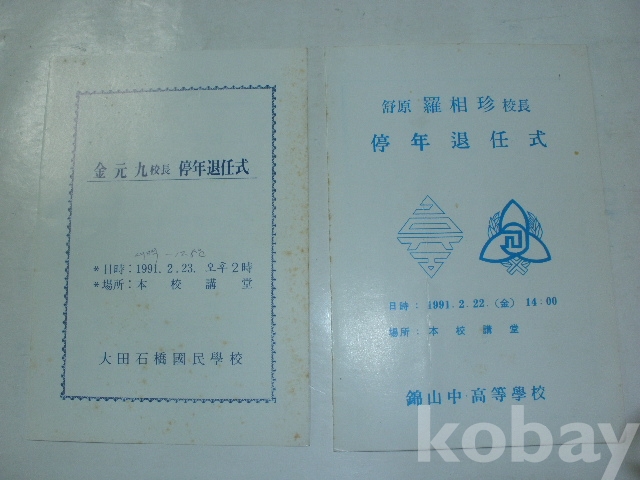 金元九 校長 停年退任式
*日時: 1991. 2. 23. 오후 2時
*場所: 本校講堂
大田石橋國民學校
舒原 羅相珍 校長
停年退任式
日時: 1991. 2. 22. (金) 14:00
場所: 本校講堂
錦山中·高等學校
kobay